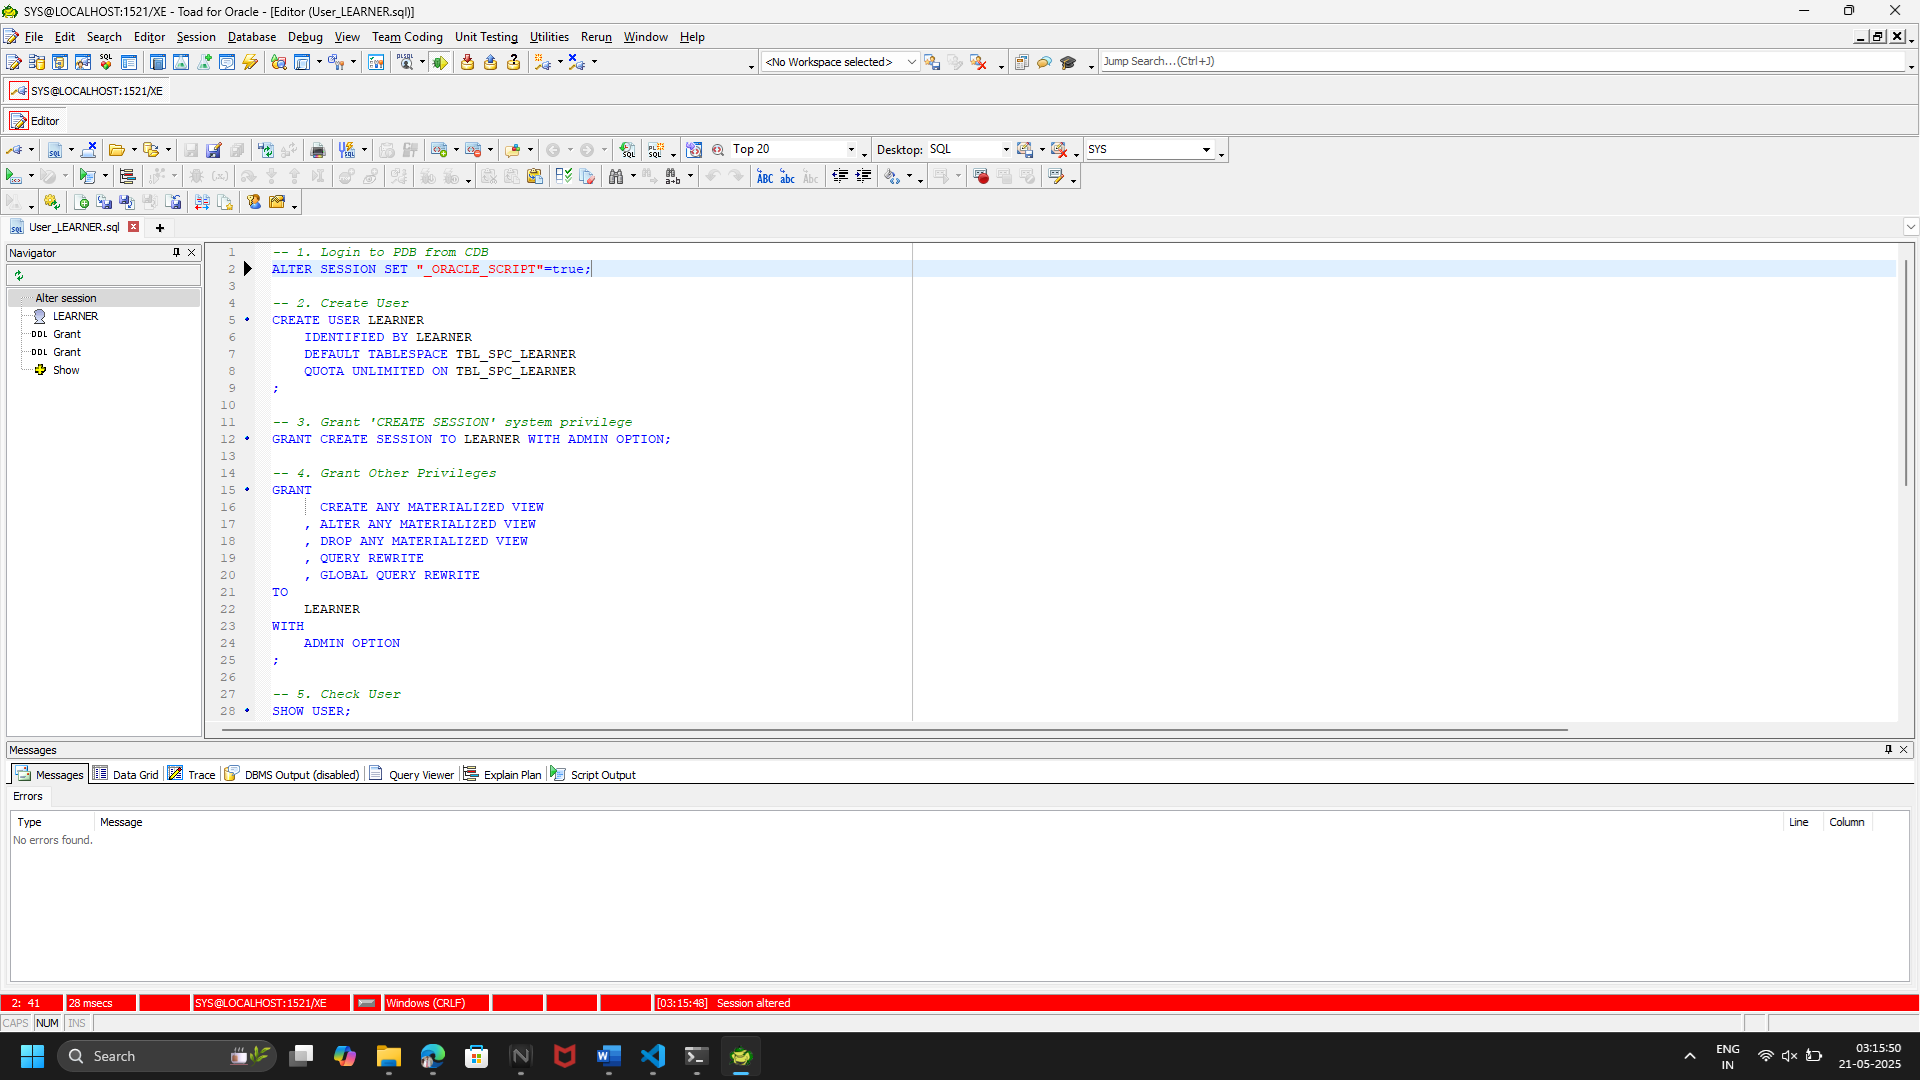 SYS@LOCALHOST:1521/XE - Toad for Oracle - [Editor (User_LEARNER.sql)]
File Edit Search Editor Session Database Debug View Team Coding Unit Testing Utilities Rerun Window Help
<No Workspace selected>
Jump Search...(Ctrl+J)
SYS@LOCALHOST:1521/XE
Editor
Top 20
Desktop: SQL
SYS
User_LEARNER.sql
Navigator
Alter session
LEARNER
DDL Grant
DDL Grant
Show
1 -- 1. Login to PDB from CDB
2 ALTER SESSION SET "_ORACLE_SCRIPT"=true;
3
4 -- 2. Create User
5 CREATE USER LEARNER
6 IDENTIFIED BY LEARNER
7 DEFAULT TABLESPACE TBL_SPC_LEARNER
8 QUOTA UNLIMITED ON TBL_SPC_LEARNER
9 ;
10
11 -- 3. Grant 'CREATE SESSION' system privilege
12 GRANT CREATE SESSION TO LEARNER WITH ADMIN OPTION;
13
14 -- 4. Grant Other Privileges
15 GRANT
16 CREATE ANY MATERIALIZED VIEW
17 , ALTER ANY MATERIALIZED VIEW
18 , DROP ANY MATERIALIZED VIEW
19 , QUERY REWRITE
20 , GLOBAL QUERY REWRITE
21 TO
22 LEARNER
23 WITH
24 ADMIN OPTION
25 ;
26
27 -- 5. Check User
28 SHOW USER;
Messages
Messages Data Grid Trace DBMS Output (disabled) Query Viewer Explain Plan Script Output
Errors
Type Message Line Column
No errors found.
2: 41 28 msecs SYS@LOCALHOST:1521/XE Windows (CRLF) [03:15:48] Session altered
CAPS NUM INS
Search
ENG
IN
03:15:50
21-05-2025